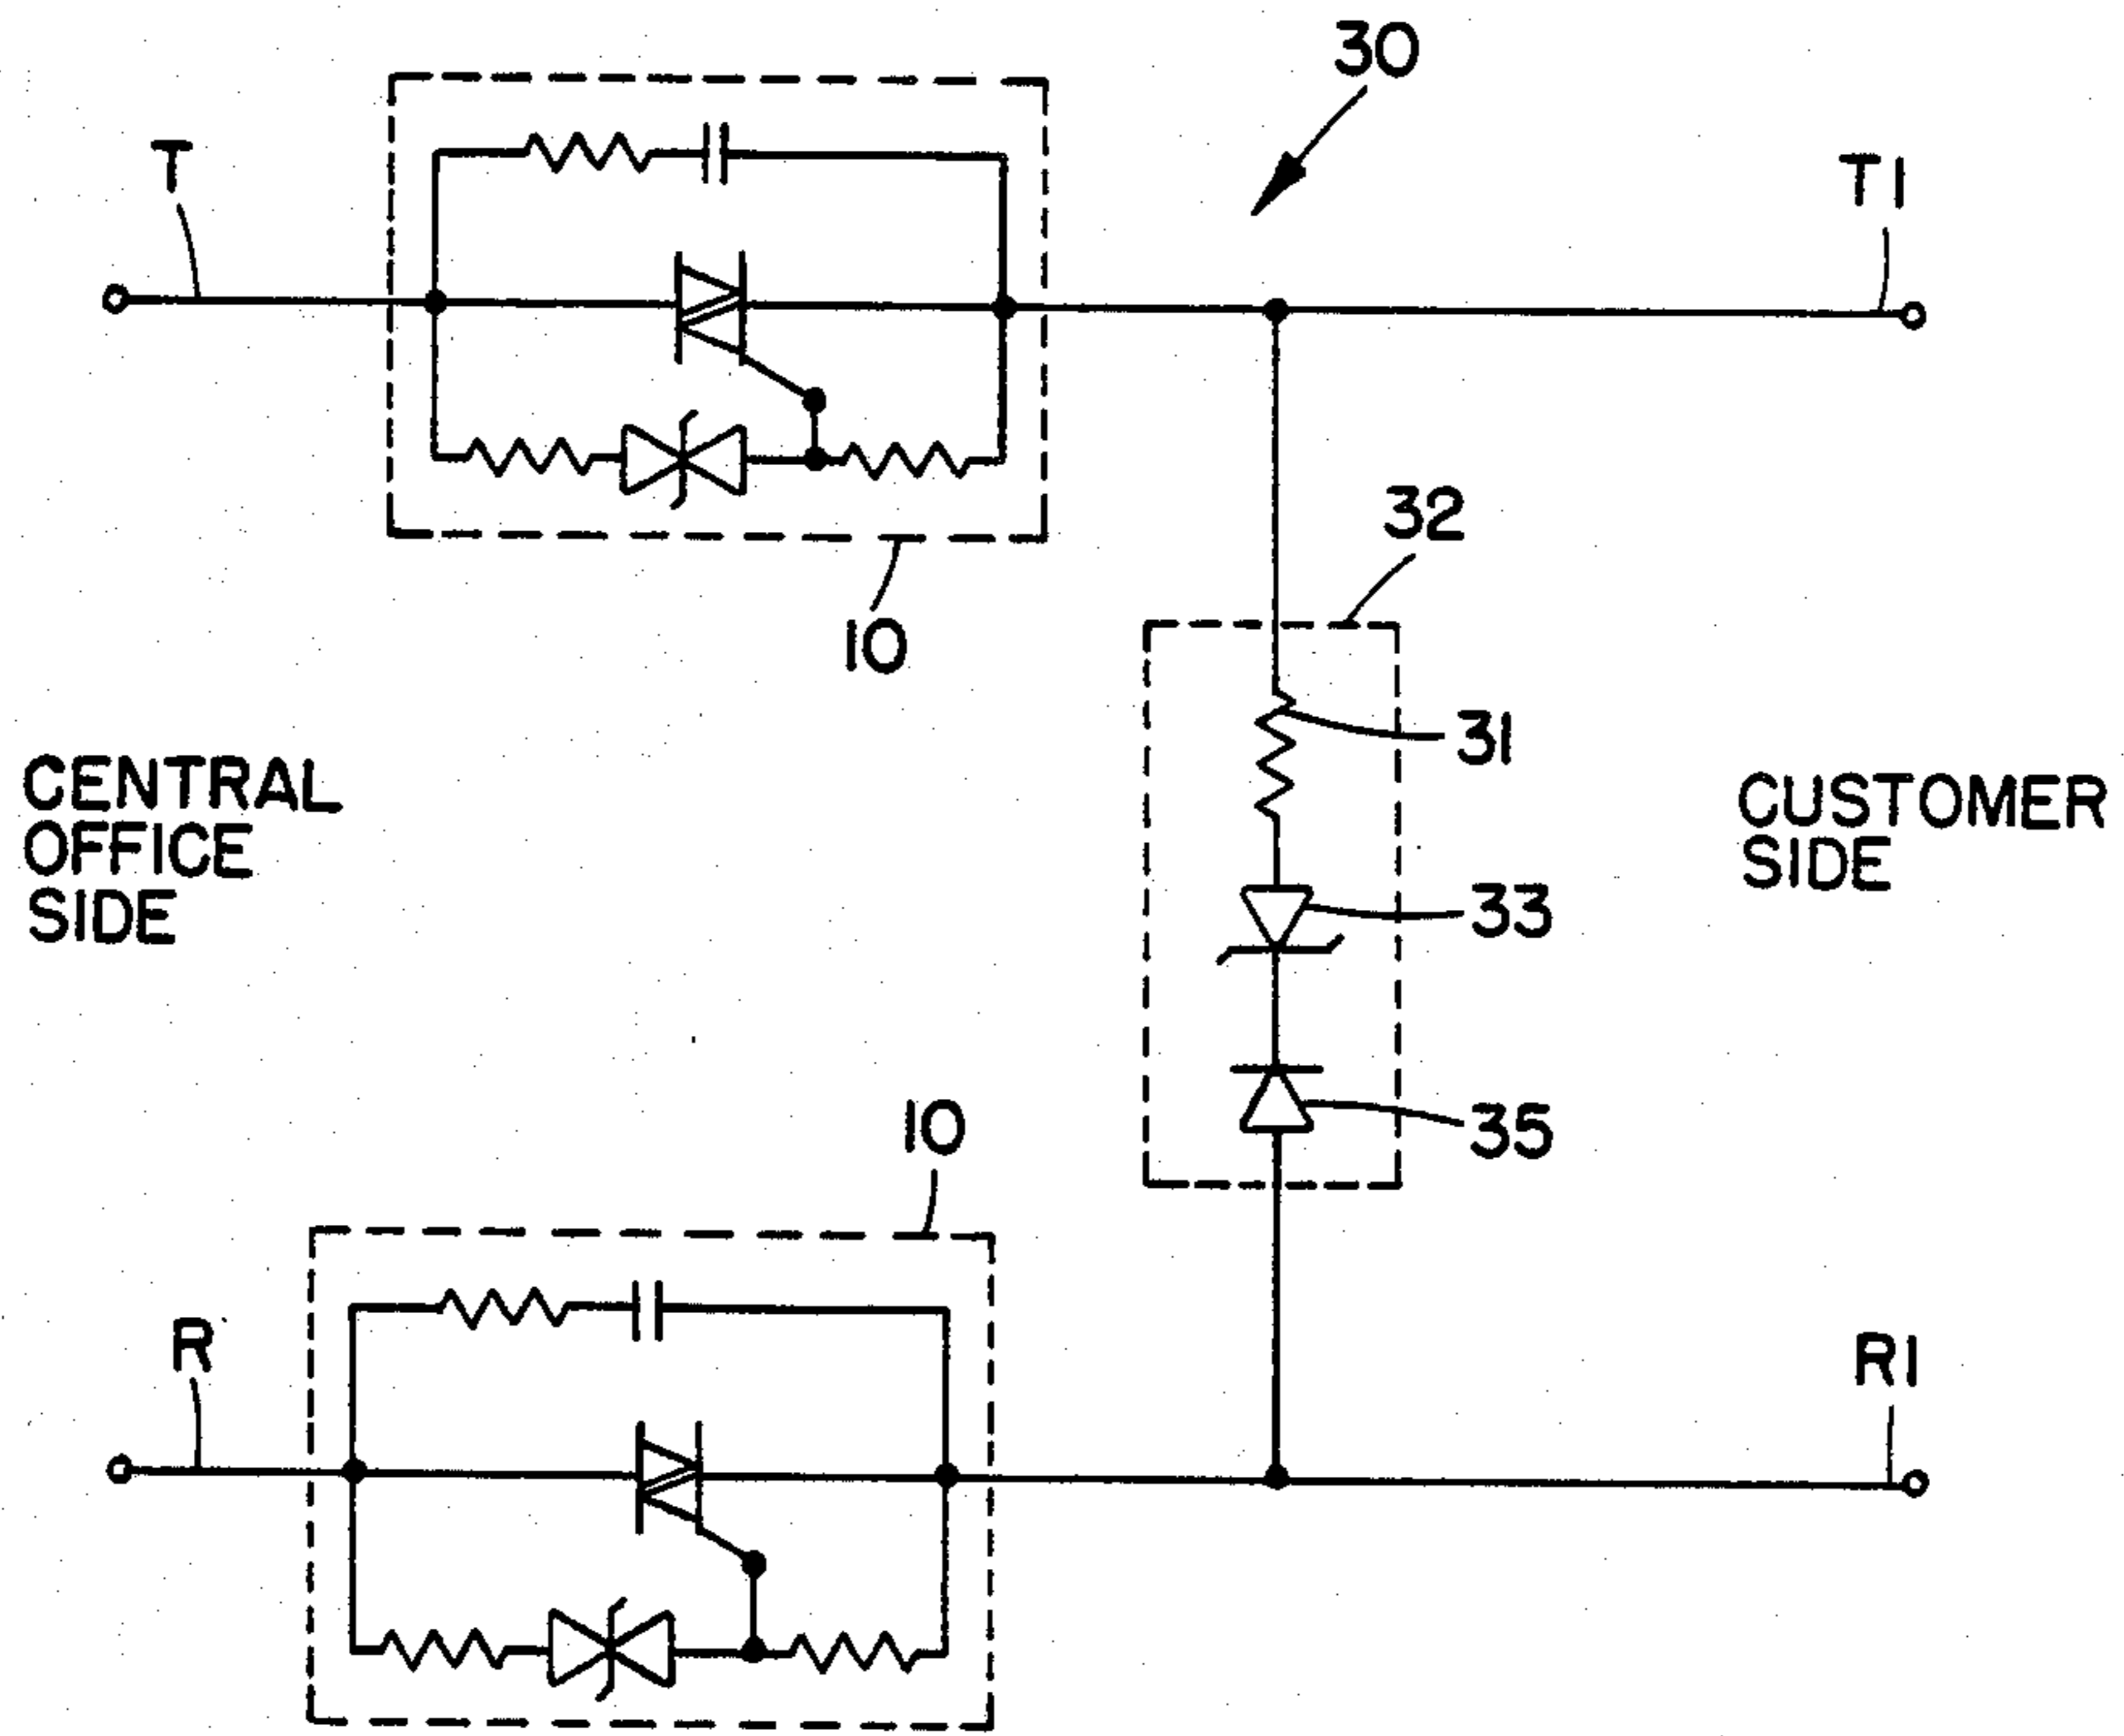 30
T
T1
32
10
31
CENTRAL
OFFICE
SIDE
CUSTOMER
SIDE
33
35
10
R
R1